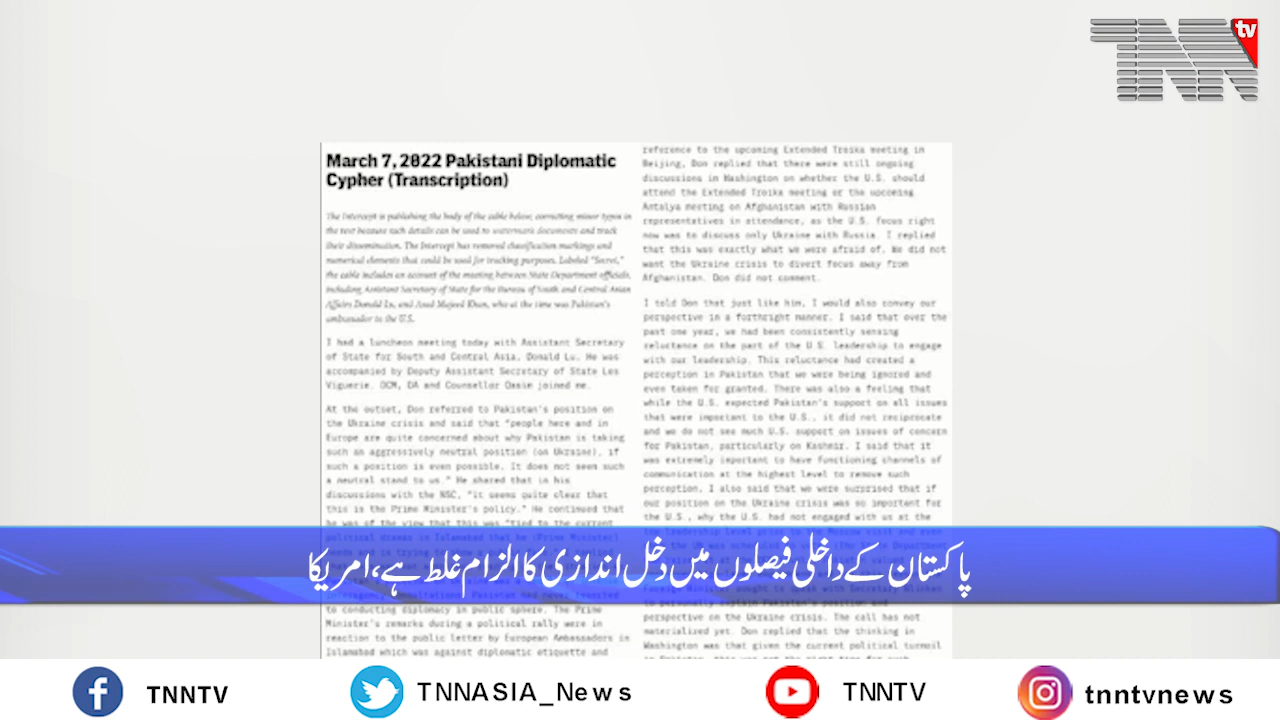 TNN tv
March 7, 2022 Pakistani Diplomatic
Cypher (Transcription)
The Intercept is publishing the body of the cable below, correcting minor typos in
the text because such details can be used to watermark documents and track
their dissemination. The Intercept has removed classification markings and
numerical elements that could be used for tracking purposes. Labeled "Secret,"
the cable includes an account of the meeting between State Department officials,
including Assistant Secretary of State for the Bureau of South and Central Asian
Affairs Donald Lu, and Asad Majeed Khan, who at the time was Pakistan's
ambassador to the U.S.
I had a luncheon meeting today with Assistant Secretary
of State for South and Central Asia, Donald Lu. He was
accompanied by Deputy Assistant Secretary of State Les
Viguerie. DCM, DA and Counsellor Qasim joined me.
At the outset, Don referred to Pakistan's position on
the Ukraine crisis and said that "people here and in
Europe are quite concerned about why Pakistan is taking
such an aggressively neutral position (on Ukraine), if
such a position is even possible. It does not seem such
a neutral stand to us." He shared that in his
discussions with the NSC, "it seems quite clear that
this is the Prime Minister's policy." He continued that
he was of the view that this was "tied to the current
political dramas in Islamabad that he (Prime Minister)
to conducting diplomacy in public sphere. The Prime
Minister's remarks during a political rally were in
reaction to the public letter by European Ambassadors in
Islamabad which was against diplomatic etiquette and
reference to the upcoming Extended Troika meeting in
Beijing, Don replied that there were still ongoing
discussions in Washington on whether the U.S. should
attend the Extended Troika meeting or the upcoming
Antalya meeting on Afghanistan with Russian
representatives in attendance, as the U.S. focus right
now was to discuss only Ukraine with Russia. I replied
that this was exactly what we were afraid of. We did not
want the Ukraine crisis to divert focus away from
Afghanistan. Don did not comment.
I told Don that just like him, I would also convey our
perspective in a forthright manner. I said that over the
past one year, we had been consistently sensing
reluctance on the part of the U.S. leadership to engage
with our leadership. This reluctance had created a
perception in Pakistan that we were being ignored and
even taken for granted. There was also a feeling that
while the U.S. expected Pakistan's support on all issues
that were important to the U.S., it did not reciprocate
and we do not see much U.S. support on issues of concern
for Pakistan, particularly on Kashmir. I said that it
was extremely important to have functioning channels of
communication at the highest level to remove such
perception. I also said that we were surprised that if
our position on the Ukraine crisis was so important for
the U.S., why the U.S. had not engaged with us at the
perspective on the Ukraine crisis. The call has not
materialized yet. Don replied that the thinking in
Washington was that given the current political turmoil
پاکستان کے داخلی فیصلوں میں دخل اندازی کا الزام غلط ہے، امریکا
TNNTV
TNNASIA_News
TNNTV
tnntvnews